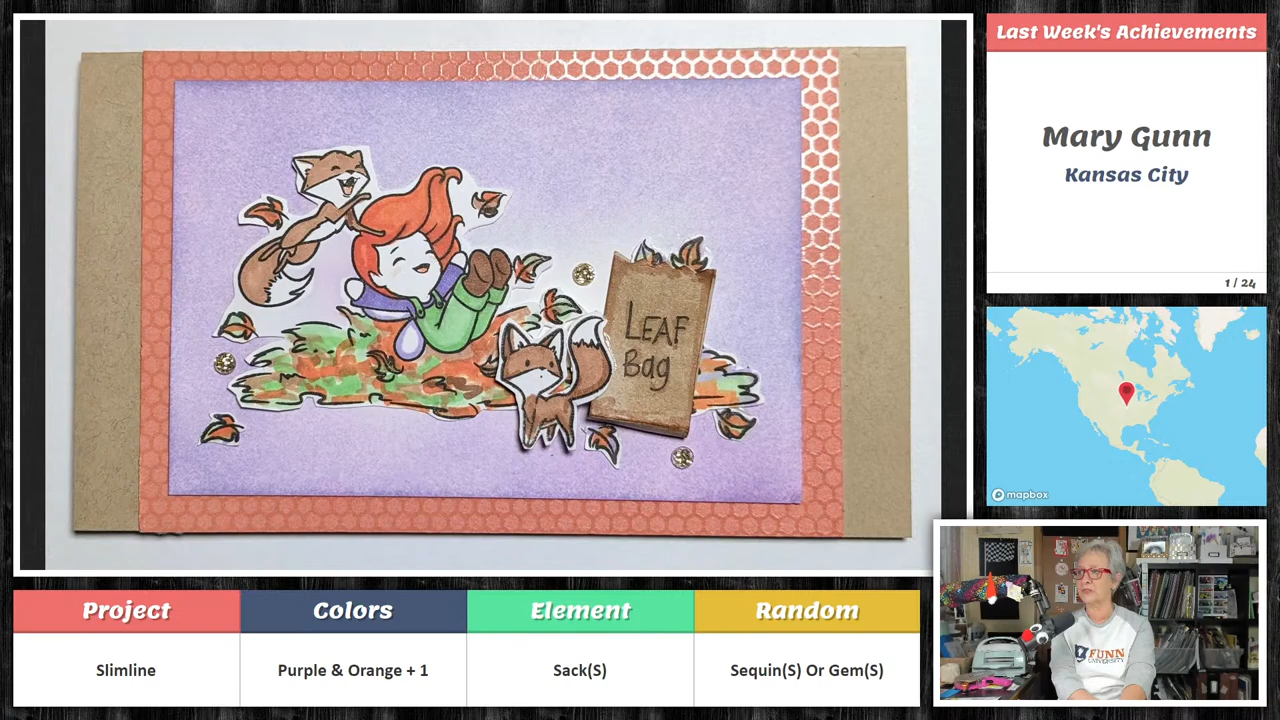 Last Week's Achievements
Mary Gunn
Kansas City
1 / 24
LEAF
Bag
mapbox
FUNN
UNIVERSITY
Project
Colors
Element
Random
Slimline
Purple & Orange + 1
Sack(S)
Sequin(S) Or Gem(S)